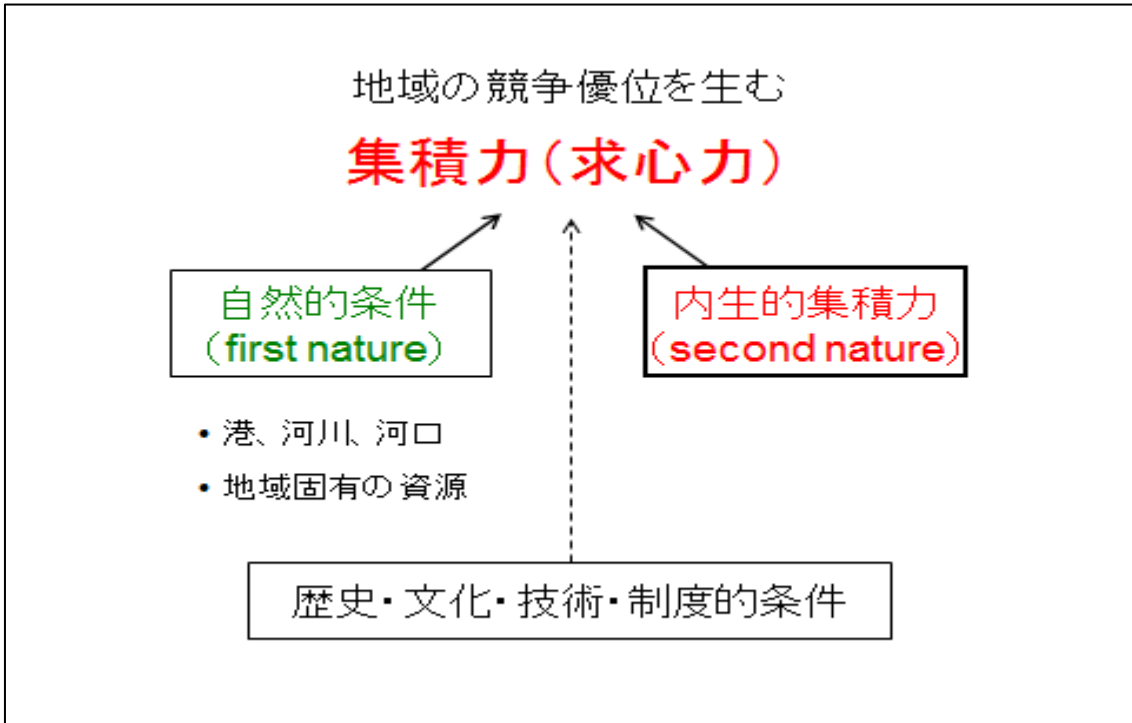 地域の競争優位を生む
集積力(求心力)
自然的条件
(first nature)
内生的集積力
(second nature)
• 港、河川、河口
• 地域固有の資源
歴史・文化・技術・制度的条件